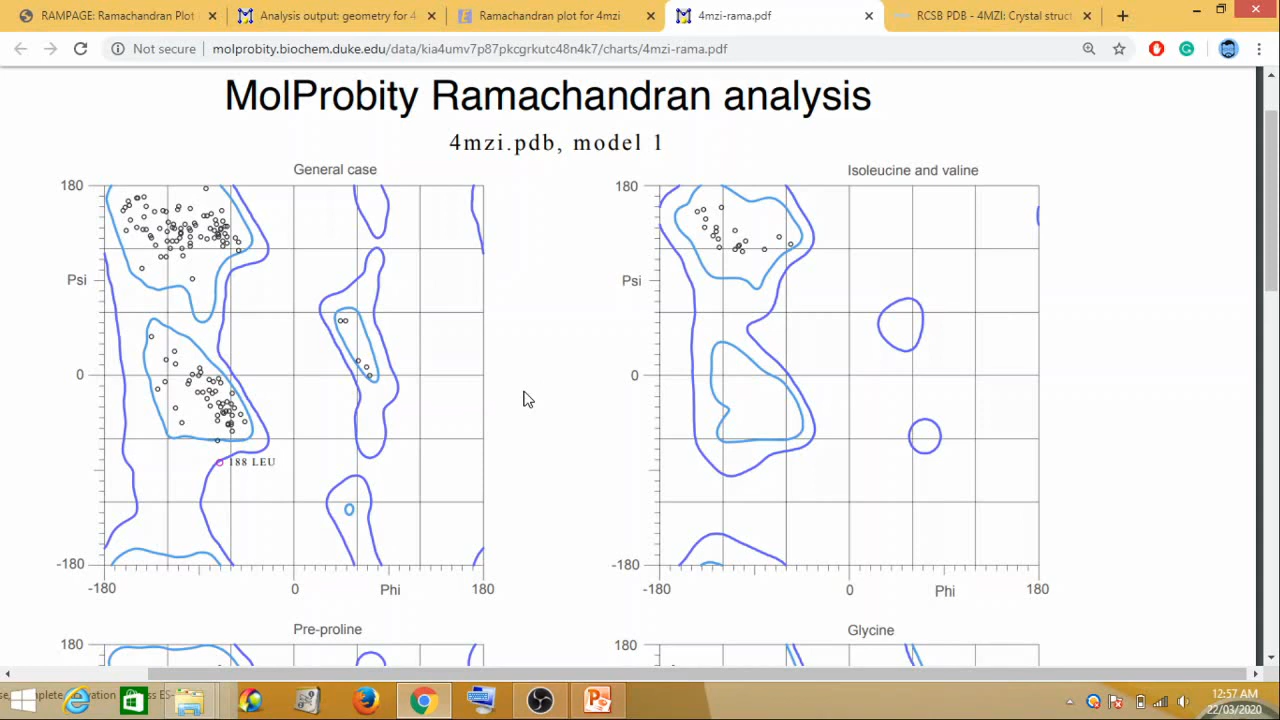 RAMPAGE: Ramachandran Plot
Analysis output: geometry for 4
Ramachandran plot for 4mzi
4mzi-rama.pdf
RCSB PDB - 4MZI: Crystal struct
Not secure
molprobity.biochem.duke.edu/data/kia4umv7p87pkcgrkutc48n4k7/charts/4mzi-rama.pdf
MolProbity Ramachandran analysis
4mzi.pdb, model 1
General case
Isoleucine and valine
180
180
Psi
Psi
0
0
188 LEU
-180
-180
-180
0
Phi
180
-180
0
Phi
180
Pre-proline
Glycine
180
180
12:57 AM
22/03/2020